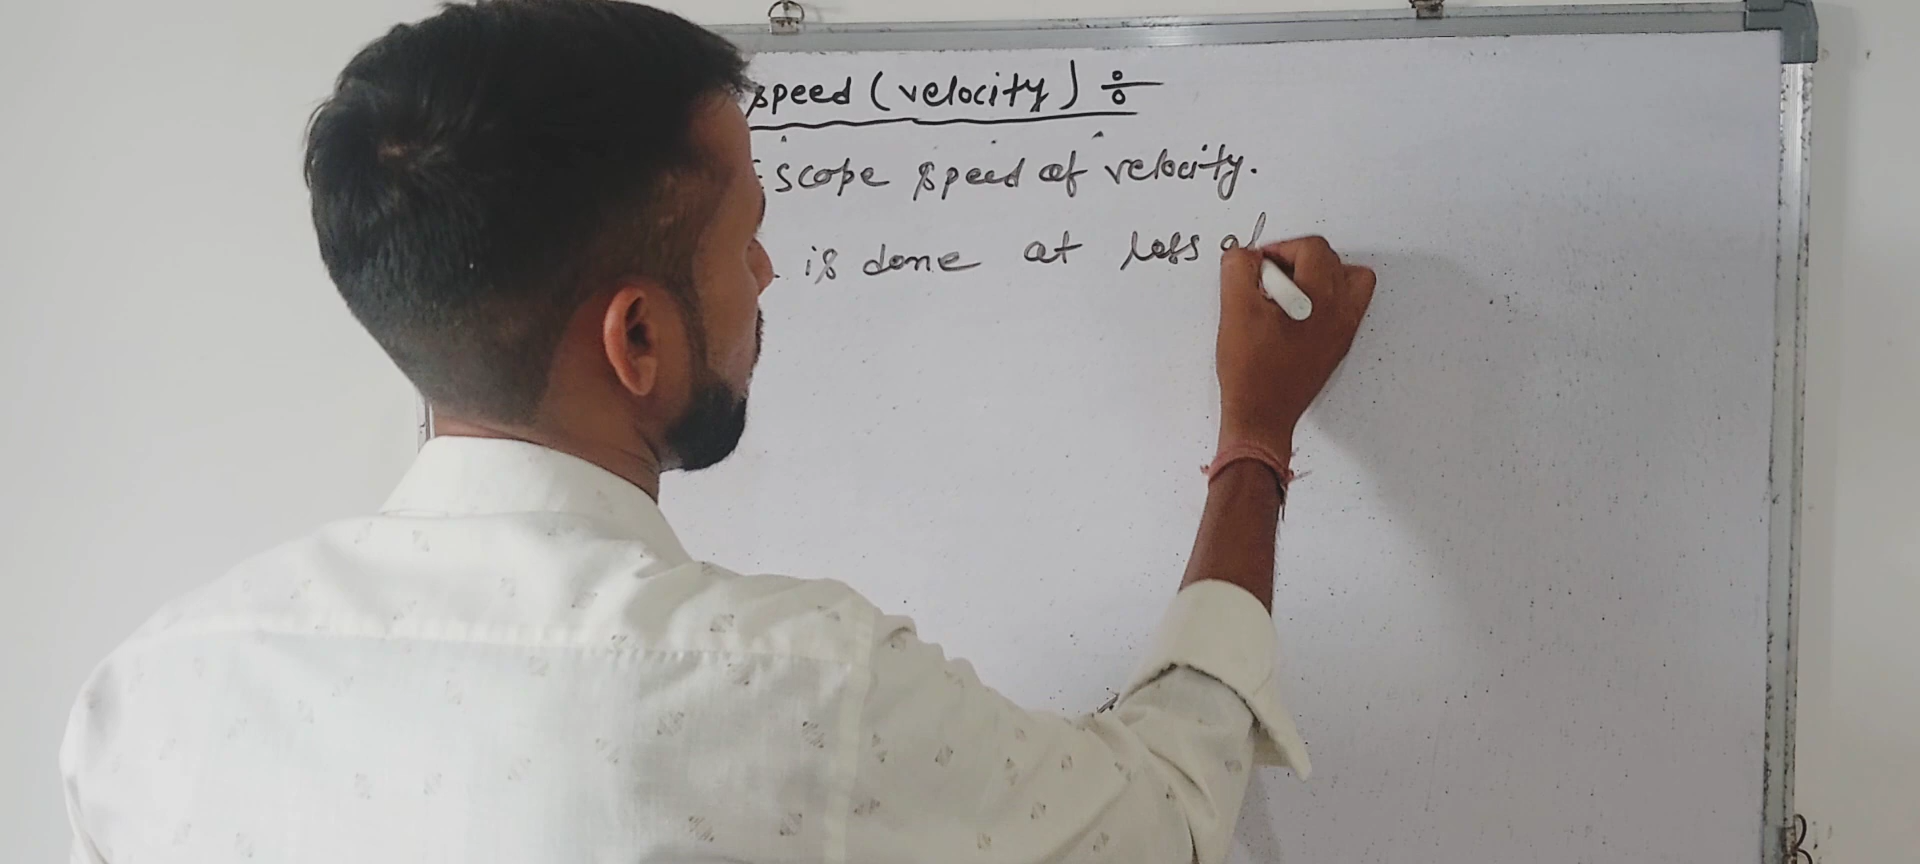 speed (velocity) ÷
scope speed of velocity.
is done at loss of